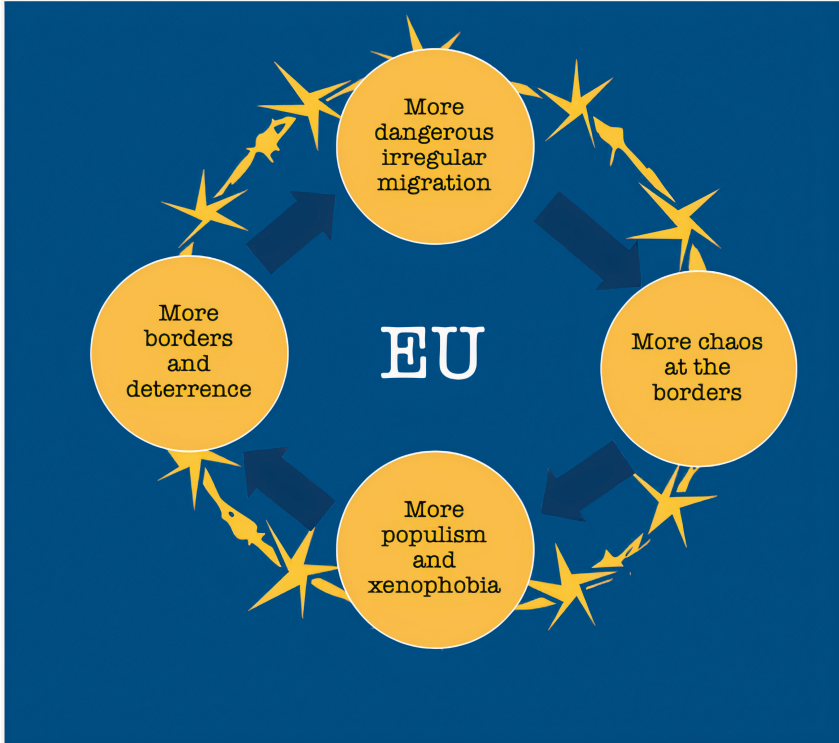 More
dangerous
irregular
migration
More chaos
at the
borders
More
populism
and
xenophobia
More
borders
and
deterrence
EU